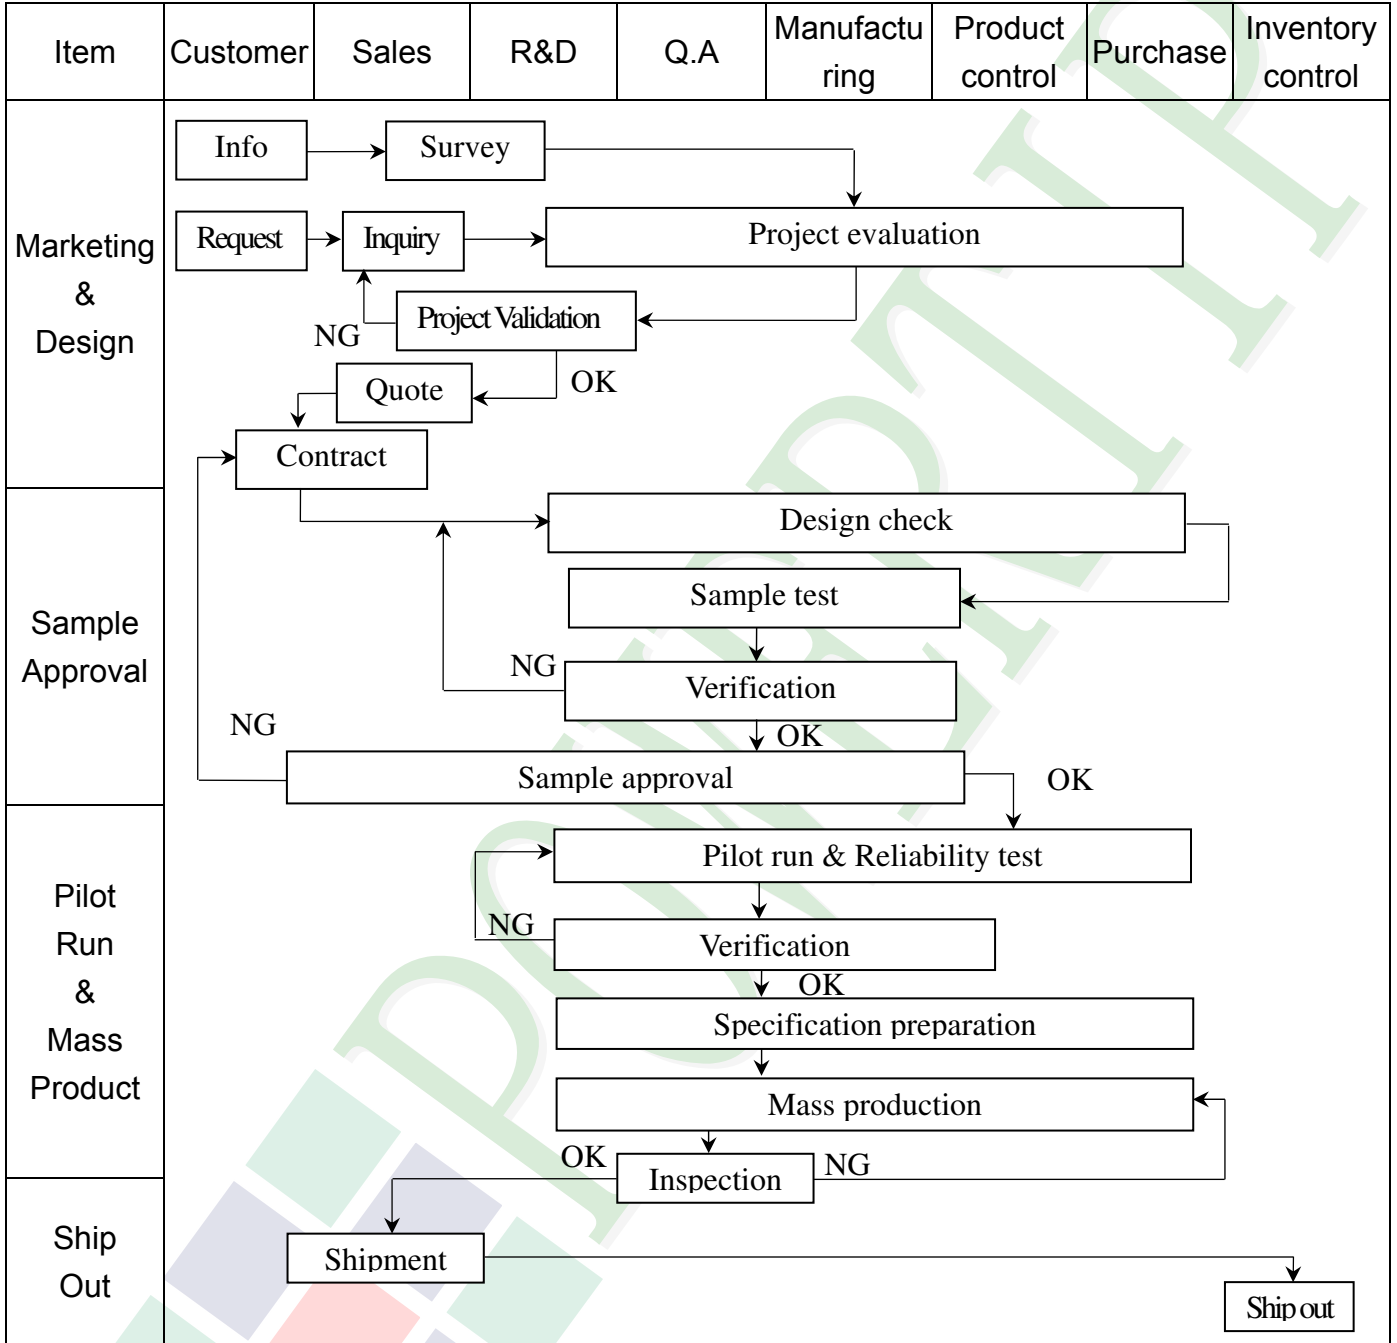 Item
Customer
Sales
R&D
Q.A
Manufactu
ring
Product
control
Purchase
Inventory
control
Marketing
&
Design
Info
Survey
Request
Inquiry
Project evaluation
NG
Project Validation
Quote
OK
Contract
Sample
Approval
Design check
Sample test
NG
Verification
NG
OK
Sample approval
OK
Pilot
Run
&
Mass
Product
Pilot run & Reliability test
NG
Verification
OK
Specification preparation
Mass production
OK
Inspection
NG
Ship
Out
Shipment
Ship out
POWERTIP